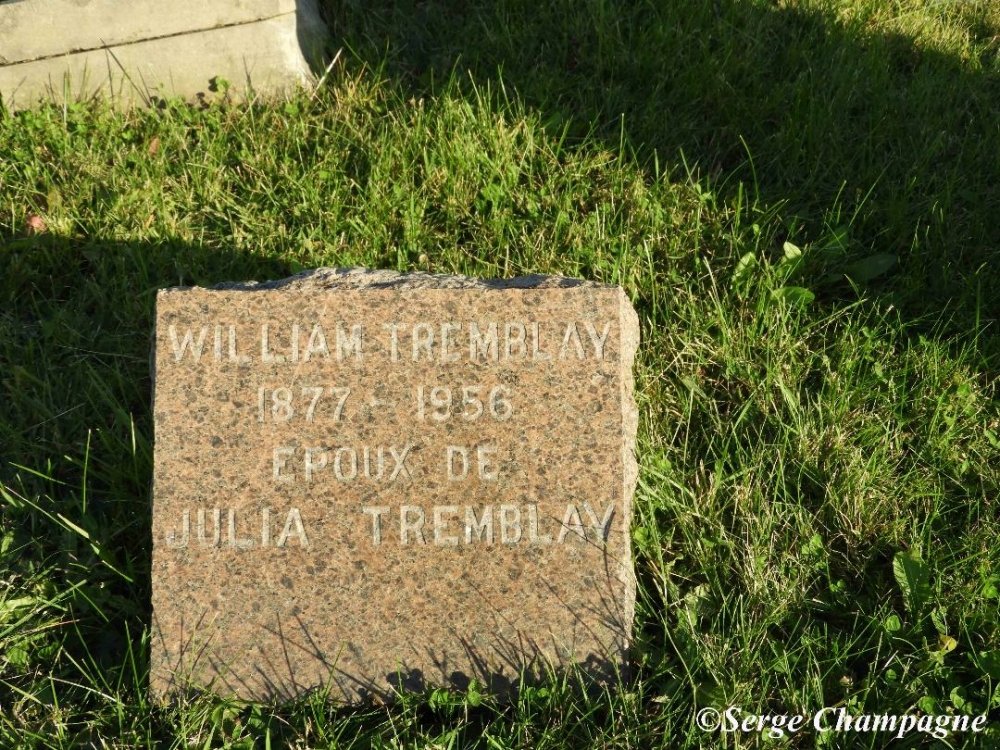 WILLIAM TREMBLAY
1877 - 1956
EPOUX DE
JULIA TREMBLAY
©Serge Champagne